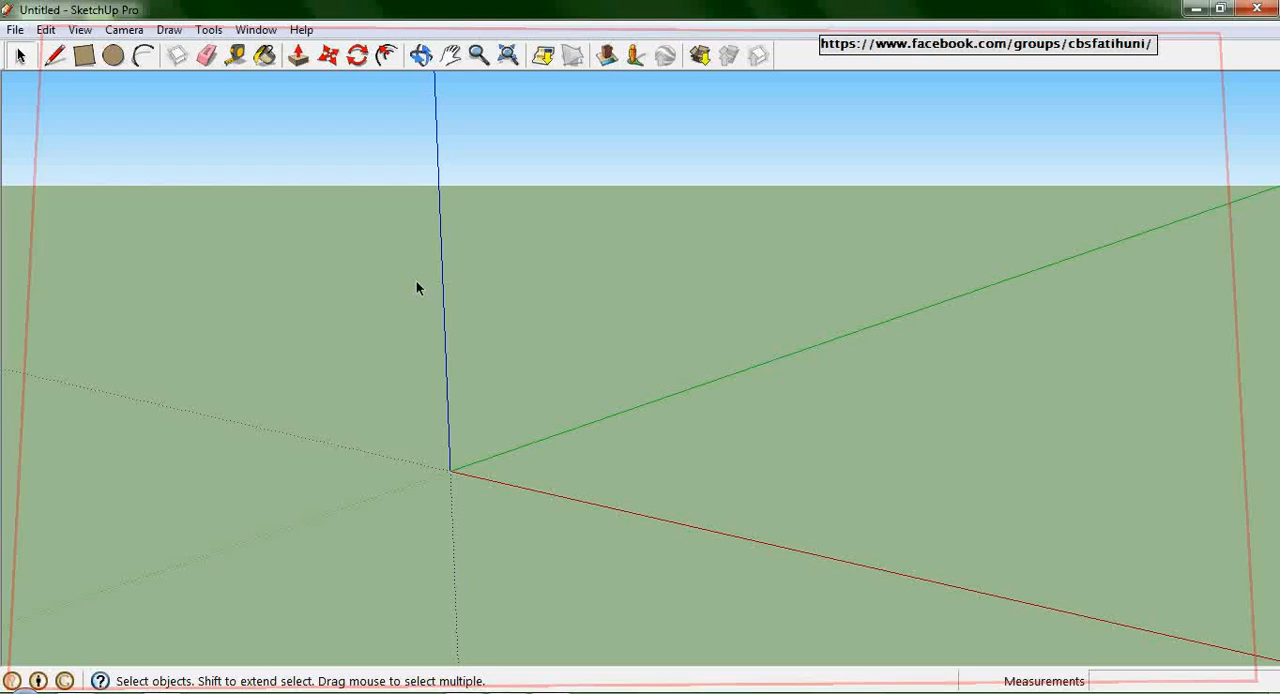 Untitled - SketchUp Pro
File Edit View Camera Draw Tools Window Help
https://www.facebook.com/groups/cbsfatihuni/
Select objects. Shift to extend select. Drag mouse to select multiple.
Measurements